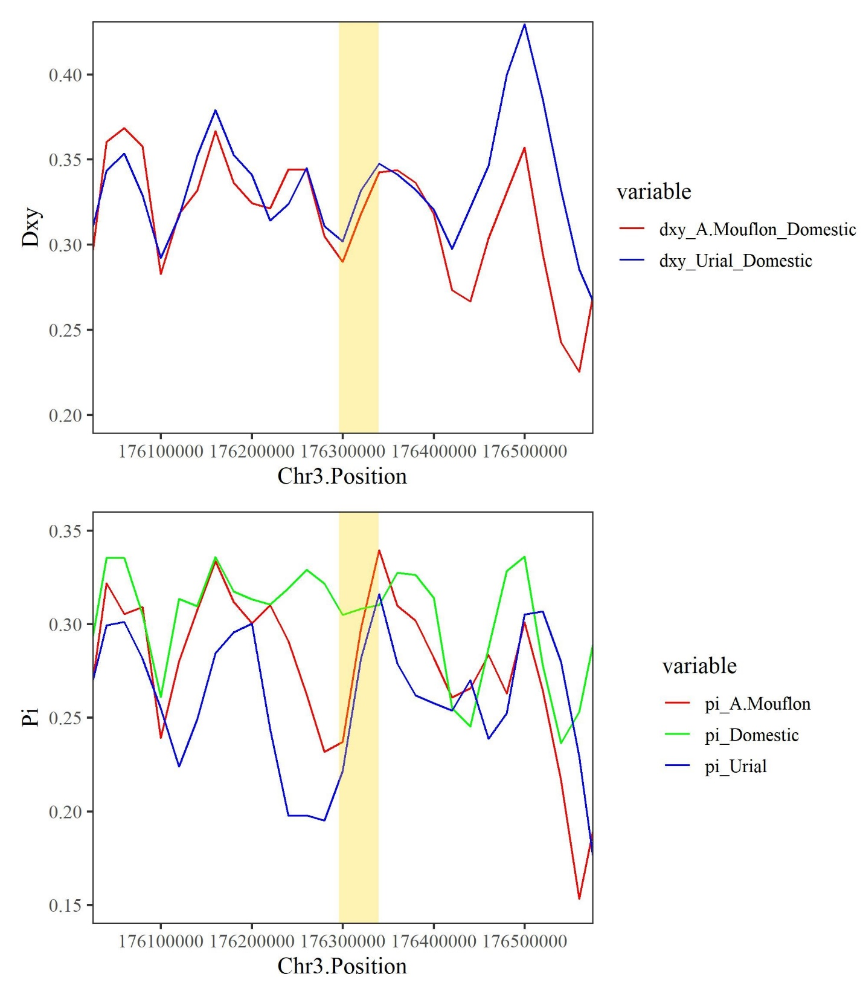 0.40
0.35
0.30
0.25
0.20
Dxy
176100000 176200000 176300000 176400000 176500000
Chr3.Position
variable
dxy_A.Mouflon_Domestic
dxy_Urial_Domestic
0.35
0.30
0.25
0.20
0.15
Pi
176100000 176200000 176300000 176400000 176500000
Chr3.Position
variable
pi_A.Mouflon
pi_Domestic
pi_Urial